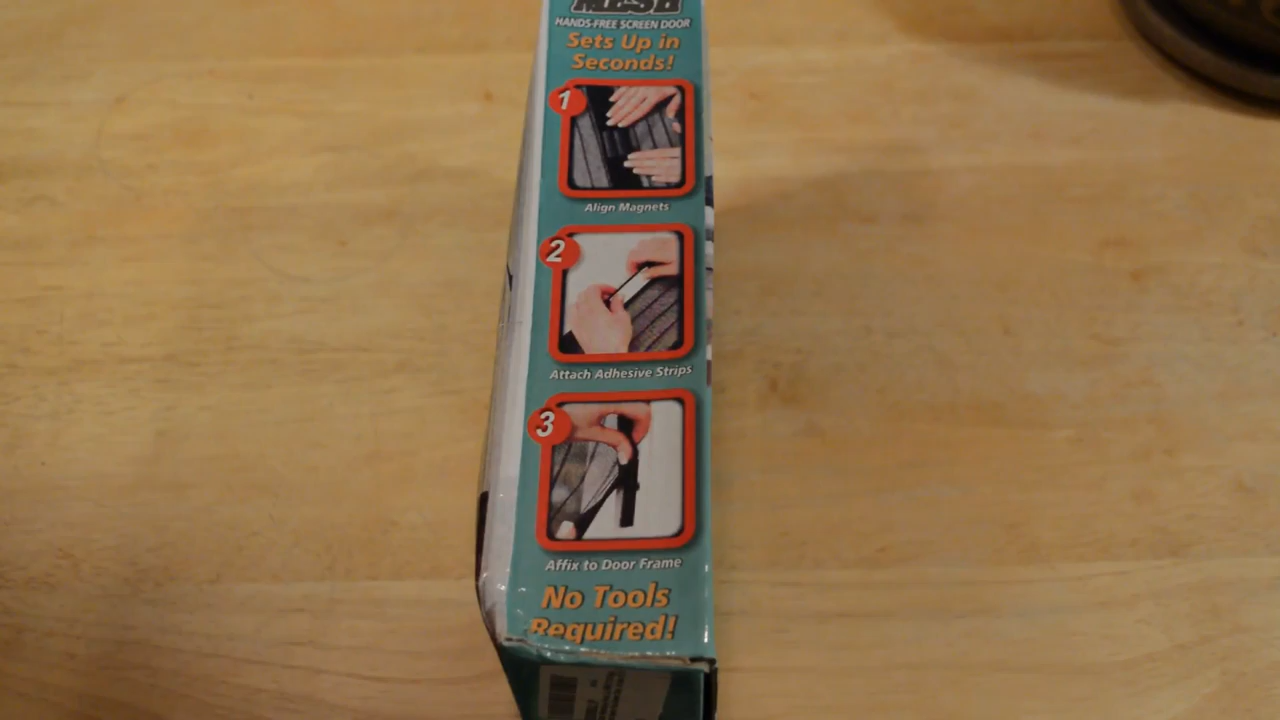 HANDS-FREE SCREEN DOOR
Sets Up in
Seconds!
1
Align Magnets
2
Attach Adhesive Strips
3
Affix to Door Frame
No Tools
Required!